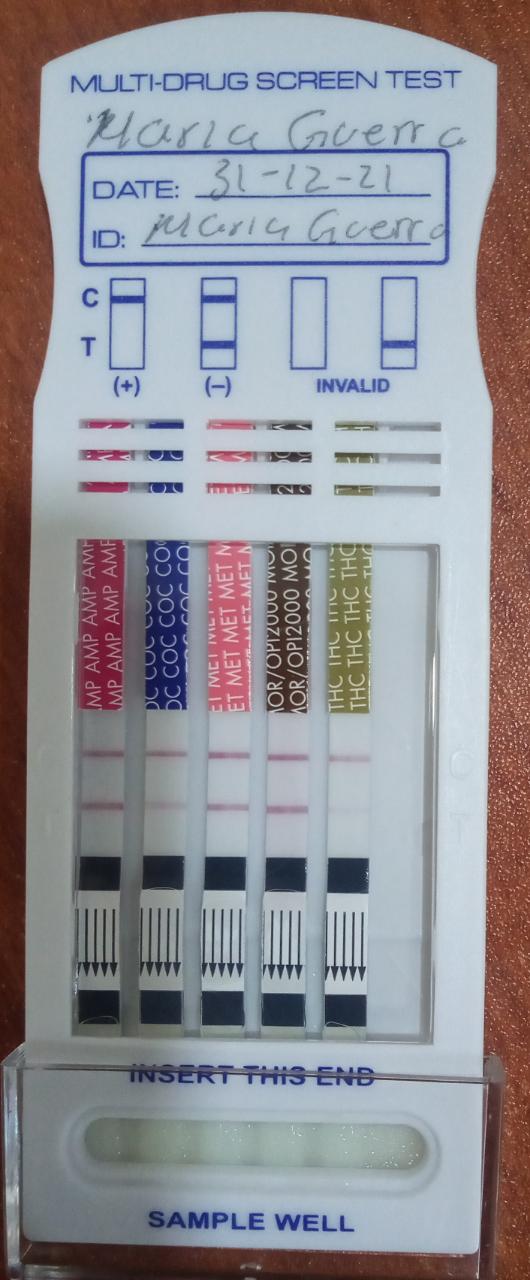 MULTI-DRUG SCREEN TEST
Maria Guerra
DATE: 31-12-21
ID: Maria Guerra
C
T
(+) (-) INVALID
MP AMP AMP AMP COC COC COC MET MET MET MOR/OPI2000 MOR THC THC THC
INSERT THIS END
SAMPLE WELL